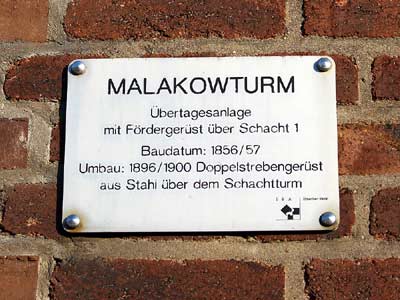 MALAKOWTURM
Übertagesanlage
mit Fördergerüst über Schacht 1
Baudatum: 1856/57
Umbau: 1896/1900 Doppelstrebengerüst
aus Stahl über dem Schachtturm
I B A